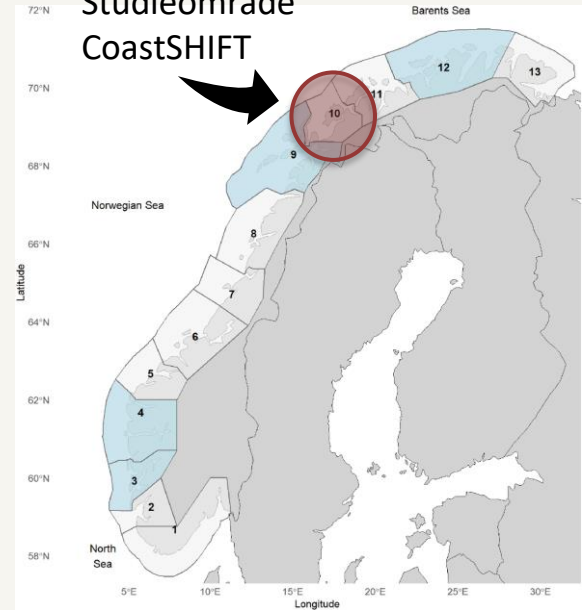 Studieområde
CoastSHIFT
72°N
Barents Sea
70°N
13
12
11
10
68°N
9
Norwegian Sea
8
66°N
7
64°N
6
5
62°N
4
60°N
3
2
1
58°N
North
Sea
5°E
10°E
15°E
20°E
25°E
30°E
Latitude
Longitude